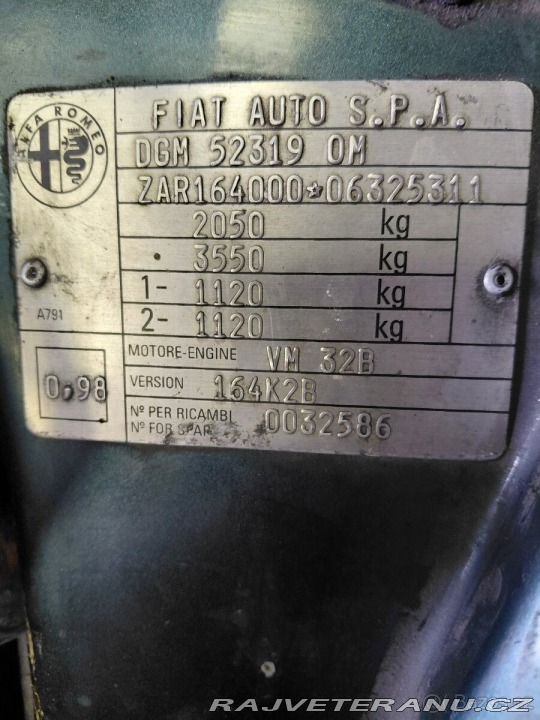 ALFA ROMEO
FIAT AUTO S.P.A.
DGM 52319 OM
ZAR164000*06325311
2050 kg
3550 kg
1- 1120 kg
2- 1120 kg
A791
MOTORE-ENGINE VM 32B
0,98
VERSION 164K2B
Nº PER RICAMBI 0032586
Nº FOR SPAR
RAJVETERANU.CZ